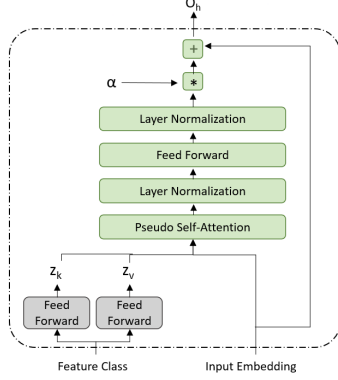 O_h
+
α
*
Layer Normalization
Feed Forward
Layer Normalization
Pseudo Self-Attention
z_k
z_v
Feed
Forward
Feed
Forward
Feature Class
Input Embedding